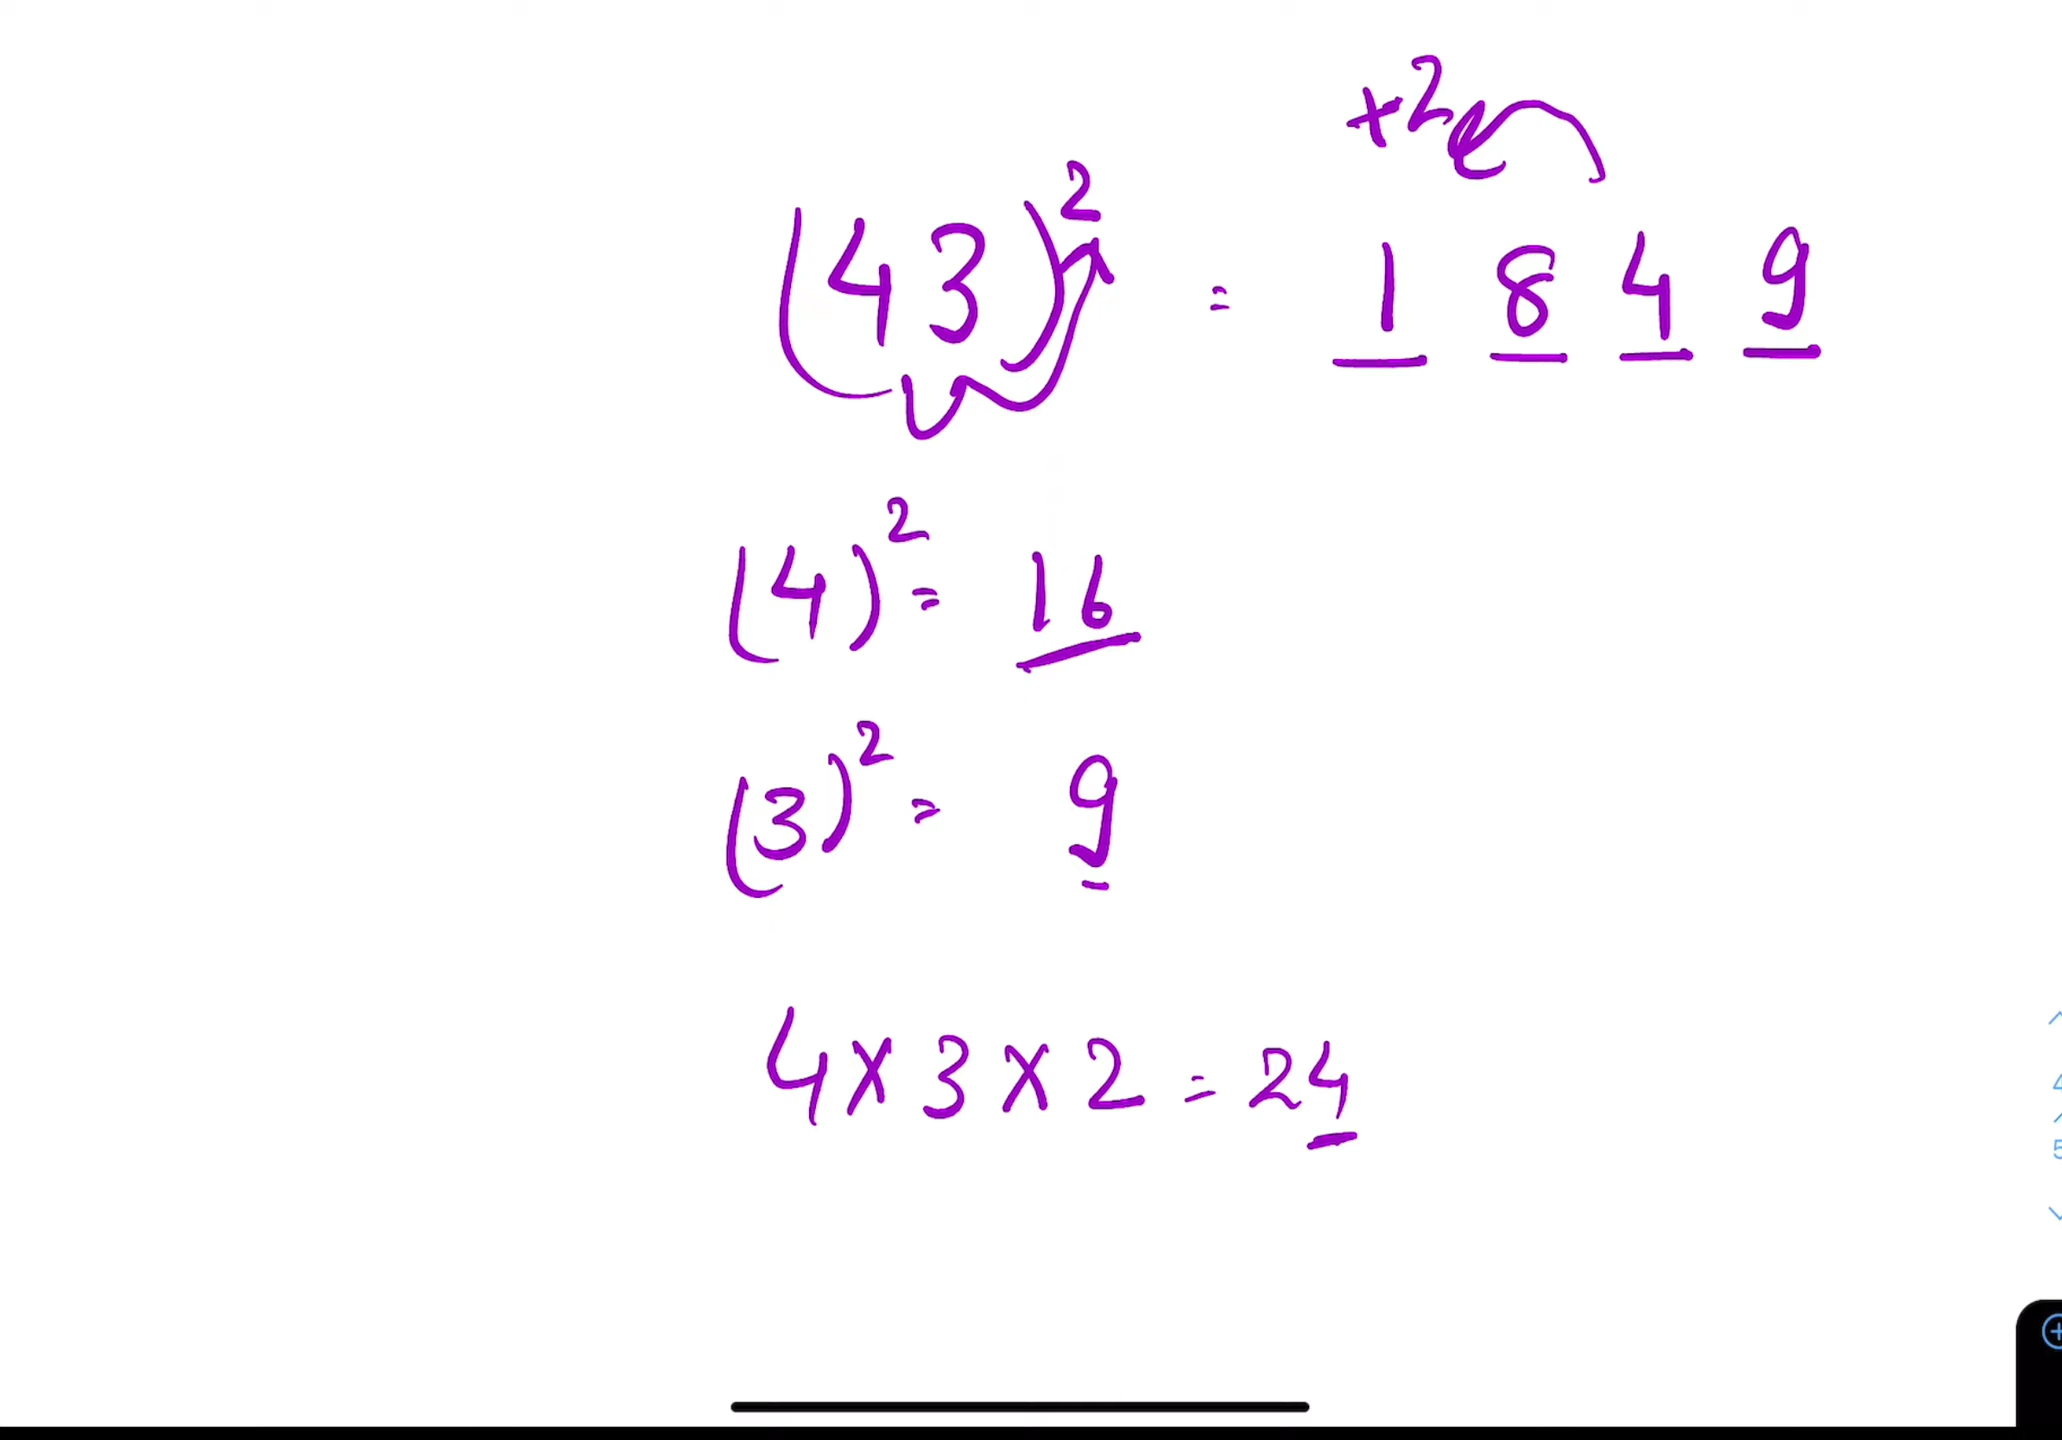 +2
(43)² = 1 8 4 9
(4)² = 16
(3)² = 9
4 × 3 × 2 = 24